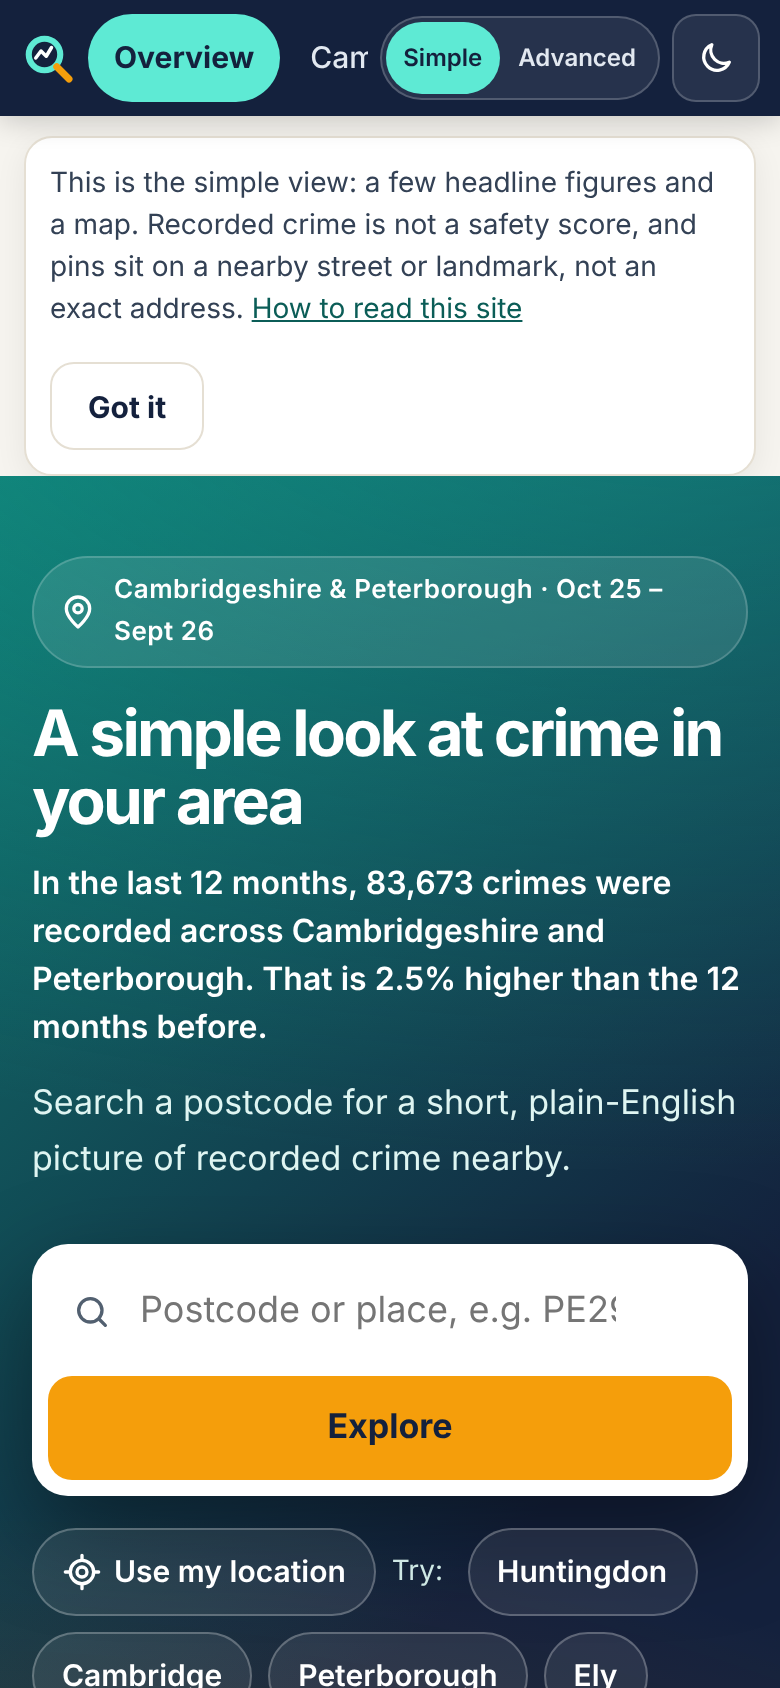 Overview
Cam
Simple
Advanced
This is the simple view: a few headline figures and
a map. Recorded crime is not a safety score, and
pins sit on a nearby street or landmark, not an
exact address. How to read this site
Got it
Cambridgeshire & Peterborough · Oct 25 –
Sept 26
A simple look at crime in
your area
In the last 12 months, 83,673 crimes were
recorded across Cambridgeshire and
Peterborough. That is 2.5% higher than the 12
months before.
Search a postcode for a short, plain-English
picture of recorded crime nearby.
Postcode or place, e.g. PE29
Explore
Use my location
Try:
Huntingdon
Cambridge
Peterborough
Ely